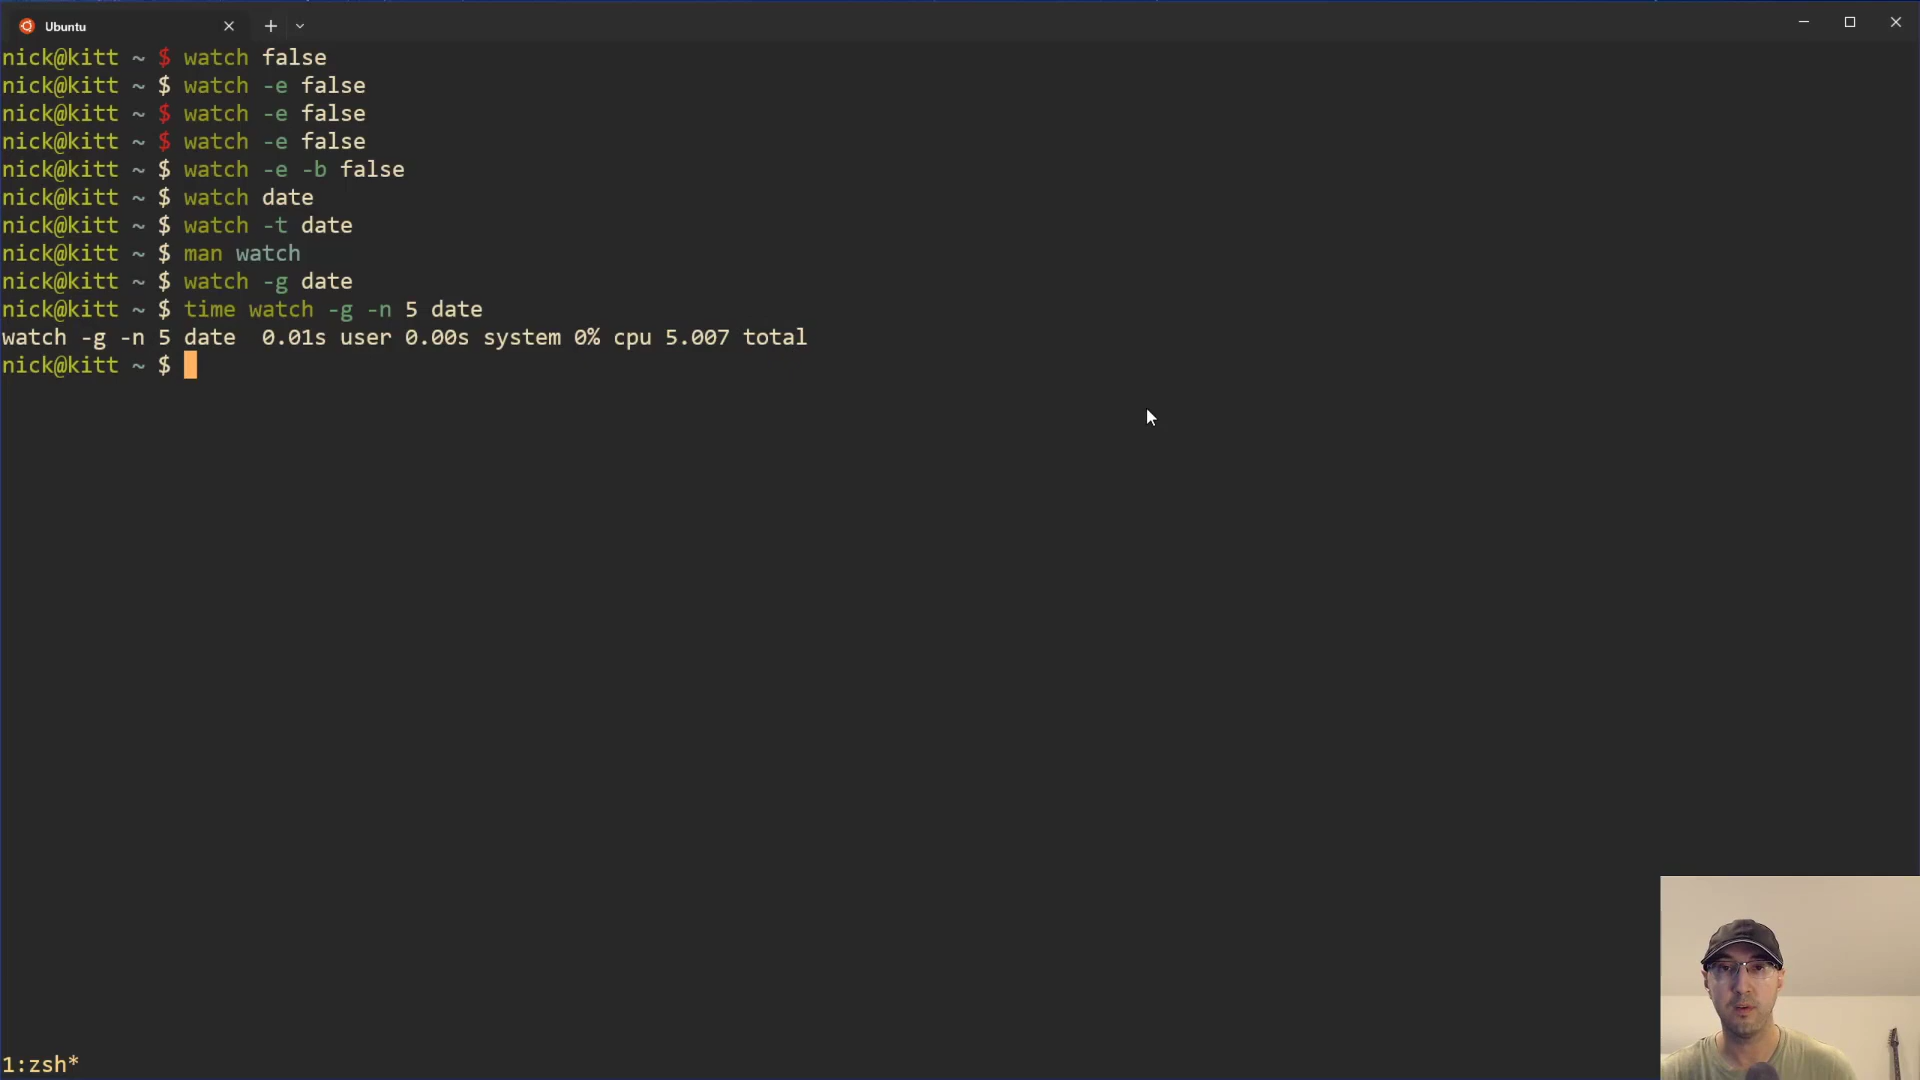 Ubuntu
nick@kitt ~ $ watch false
nick@kitt ~ $ watch -e false
nick@kitt ~ $ watch -e false
nick@kitt ~ $ watch -e false
nick@kitt ~ $ watch -e -b false
nick@kitt ~ $ watch date
nick@kitt ~ $ watch -t date
nick@kitt ~ $ man watch
nick@kitt ~ $ watch -g date
nick@kitt ~ $ time watch -g -n 5 date
watch -g -n 5 date  0.01s user 0.00s system 0% cpu 5.007 total
nick@kitt ~ $
1:zsh*